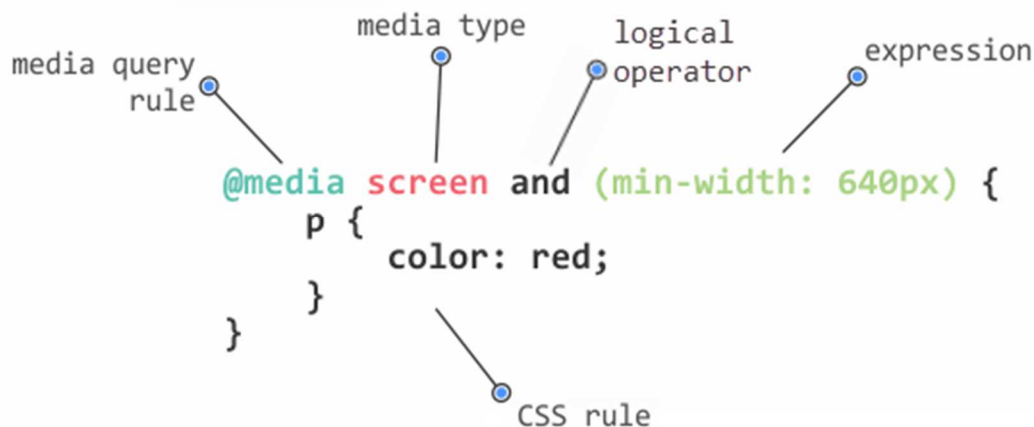 media type
logical
operator
expression
media query
rule
@media screen and (min-width: 640px) {
p {
color: red;
}
}
CSS rule